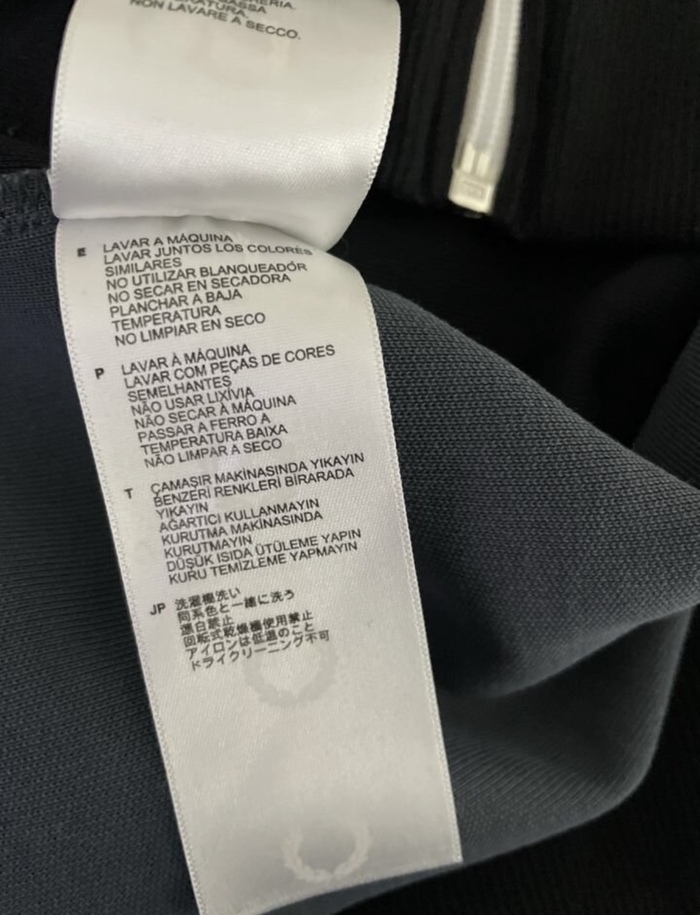 NON LAVARE A SECCO.
E LAVAR A MÁQUINA
LAVAR JUNTOS LOS COLORES
SIMILARES
NO UTILIZAR BLANQUEADOR
NO SECAR EN SECADORA
PLANCHAR A BAJA
TEMPERATURA
NO LIMPIAR EN SECO
P LAVAR À MÁQUINA
LAVAR COM PEÇAS DE CORES
SEMELHANTES
NÃO USAR LIXÍVIA
NÃO SECAR À MÁQUINA
PASSAR A FERRO A
TEMPERATURA BAIXA
NÃO LIMPAR A SECO
T ÇAMAŞIR MAKİNASINDA YIKAYIN
BENZERİ RENKLERİ BİRARADA
YIKAYIN
AĞARTICI KULLANMAYIN
KURUTMA MAKİNASINDA
KURUTMAYIN
DÜŞÜK ISIDA ÜTÜLEME YAPIN
KURU TEMİZLEME YAPMAYIN
JP 洗濯機洗い
同系色と一緒に洗う
漂白禁止
回転式乾燥機使用禁止
アイロンは低温のこと
ドライクリーニング不可